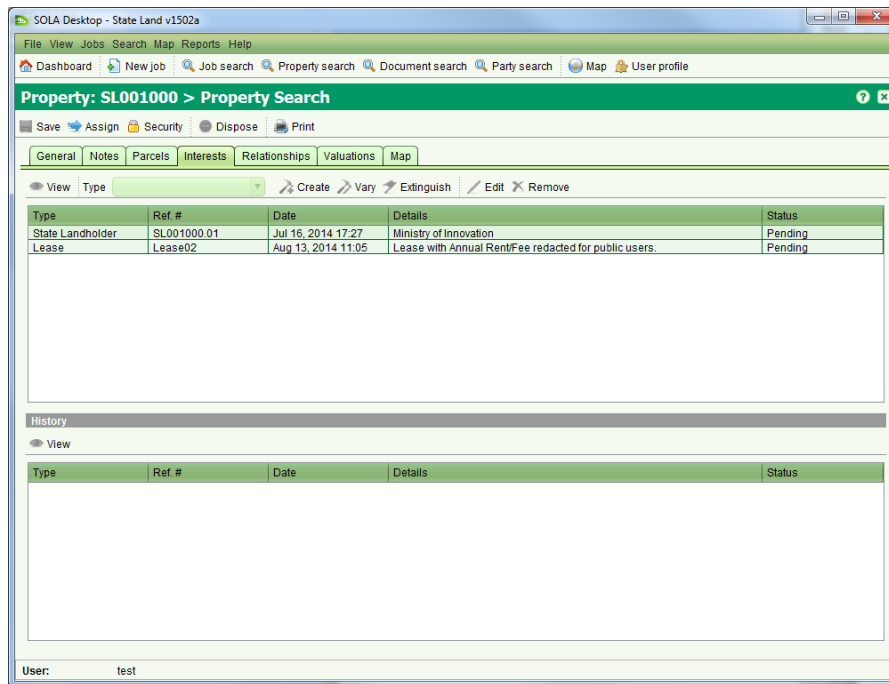 SOLA Desktop - State Land v1502a
File View Jobs Search Map Reports Help
Dashboard New job Job search Property search Document search Party search Map User profile
Property: SL001000 > Property Search
Save Assign Security Dispose Print
General Notes Parcels Interests Relationships Valuations Map
View Type Create Vary Extinguish Edit Remove
Type Ref. # Date Details Status
State Landholder SL001000.01 Jul 16, 2014 17:27 Ministry of Innovation Pending
Lease Lease02 Aug 13, 2014 11:05 Lease with Annual Rent/Fee redacted for public users. Pending
History
View
Type Ref. # Date Details Status
User: test